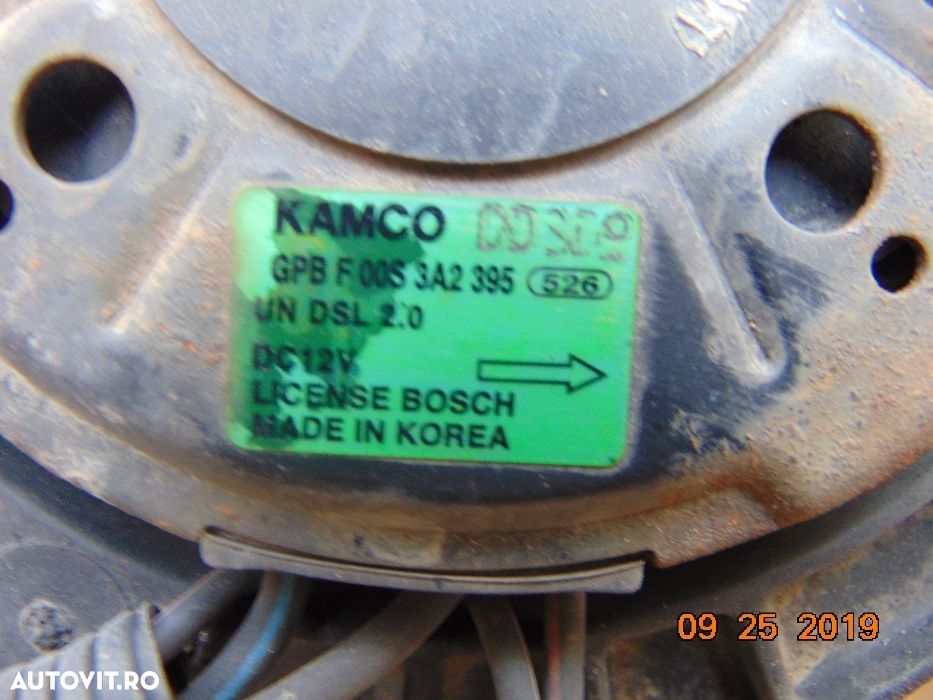 KAMCO
GPB F 00S 3A2 395 526
UN DSL 2.0
DC12V
LICENSE BOSCH
MADE IN KOREA
09 25 2019
AUTOVIT.RO